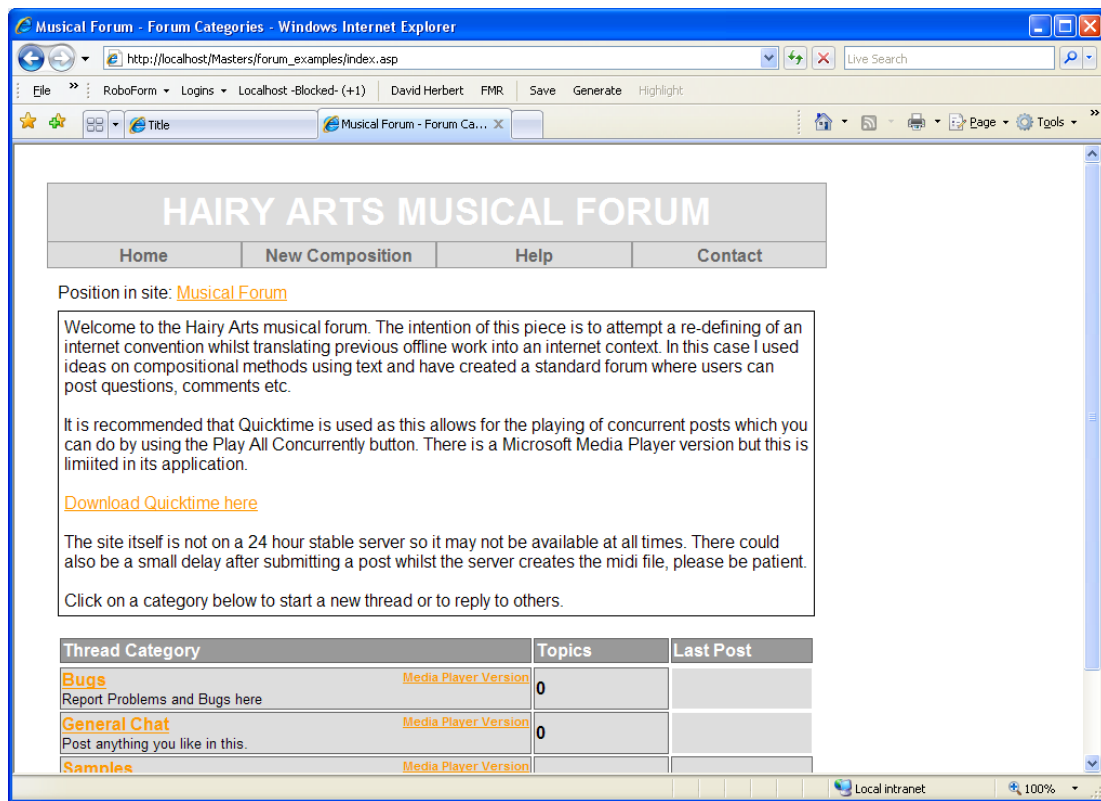 Musical Forum - Forum Categories - Windows Internet Explorer
http://localhost/Masters/forum_examples/index.asp
Live Search
File » RoboForm Logins Localhost -Blocked- (+1) David Herbert FMR Save Generate Highlight
Title Musical Forum - Forum Ca... X Page Tools »
HAIRY ARTS MUSICAL FORUM
Home New Composition Help Contact
Position in site: Musical Forum
Welcome to the Hairy Arts musical forum. The intention of this piece is to attempt a re-defining of an
internet convention whilst translating previous offline work into an internet context. In this case I used
ideas on compositional methods using text and have created a standard forum where users can
post questions, comments etc.
It is recommended that Quicktime is used as this allows for the playing of concurrent posts which you
can do by using the Play All Concurrently button. There is a Microsoft Media Player version but this is
limiited in its application.
Download Quicktime here
The site itself is not on a 24 hour stable server so it may not be available at all times. There could
also be a small delay after submitting a post whilst the server creates the midi file, please be patient.
Click on a category below to start a new thread or to reply to others.
Thread Category Topics Last Post
Bugs Media Player Version 0
Report Problems and Bugs here
General Chat Media Player Version 0
Post anything you like in this.
Samples Media Player Version
Local intranet 100%